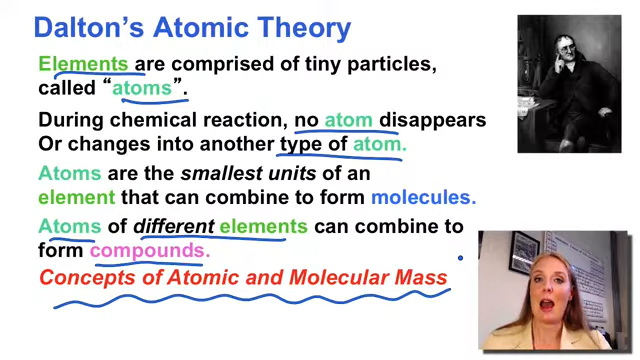 Dalton's Atomic Theory
Elements are comprised of tiny particles,
called "atoms".
During chemical reaction, no atom disappears
Or changes into another type of atom.
Atoms are the smallest units of an
element that can combine to form molecules.
Atoms of different elements can combine to
form compounds.
Concepts of Atomic and Molecular Mass